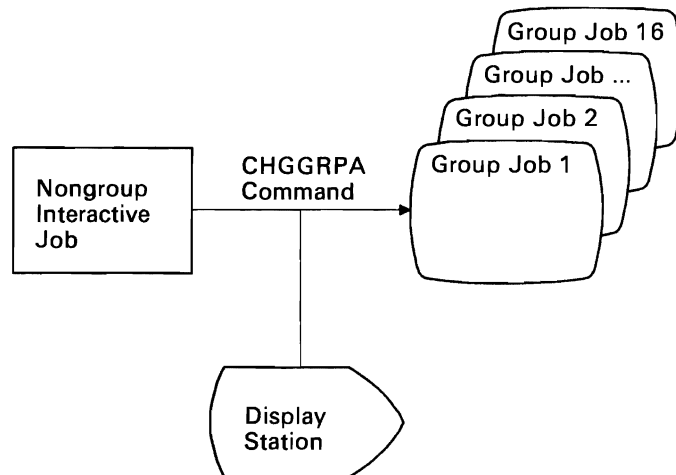 Group Job 16
Group Job ...
Group Job 2
Group Job 1
CHGGRPA
Command
Nongroup
Interactive
Job
Display
Station